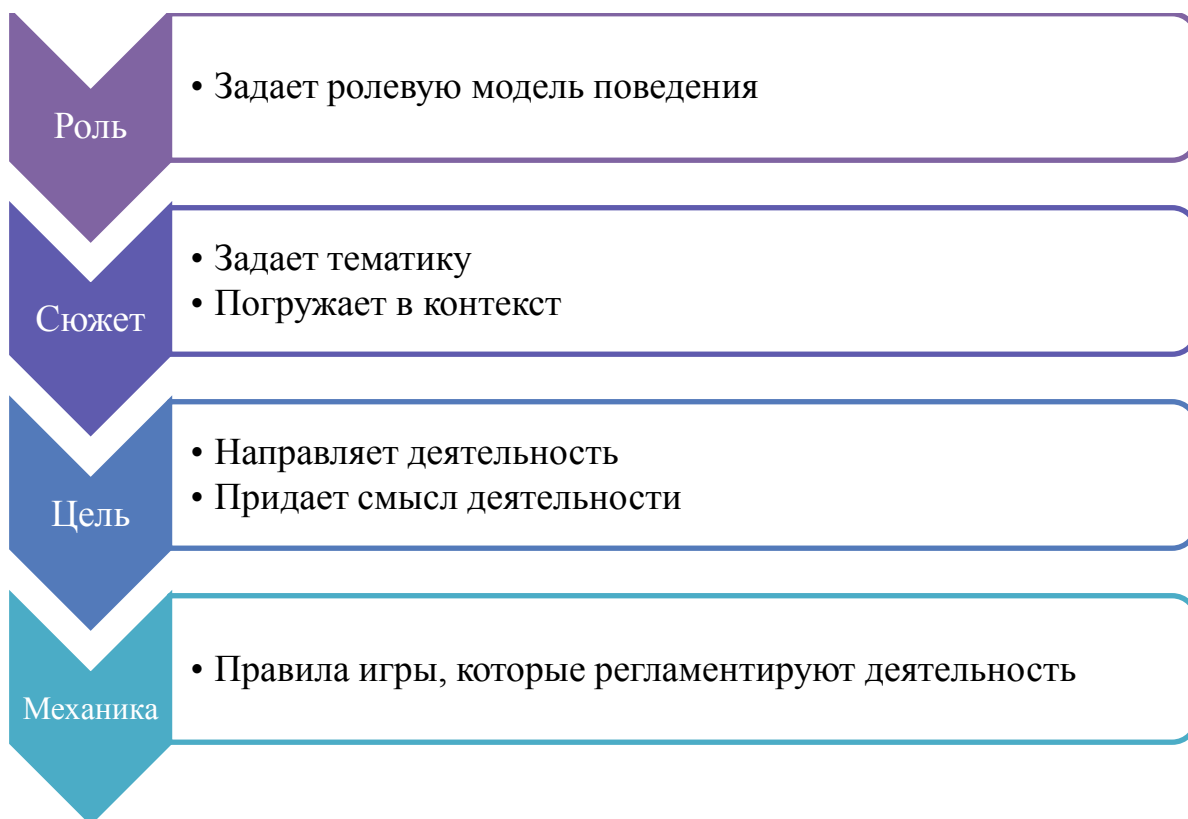 Роль
• Задает ролевую модель поведения
Сюжет
• Задает тематику
• Погружает в контекст
Цель
• Направляет деятельность
• Придает смысл деятельности
Механика
• Правила игры, которые регламентируют деятельность